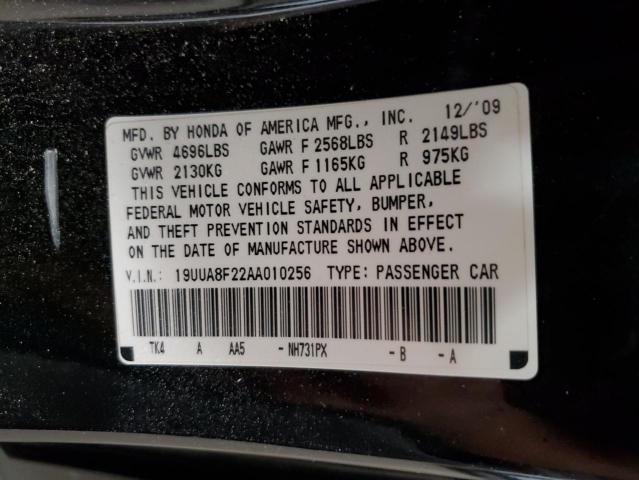 12/'09
MFD. BY HONDA OF AMERICA MFG., INC.
GVWR 4696LBS GAWR F 2568LBS R 2149LBS
GVWR 2130KG GAWR F 1165KG R 975KG
THIS VEHICLE CONFORMS TO ALL APPLICABLE
FEDERAL MOTOR VEHICLE SAFETY, BUMPER,
AND THEFT PREVENTION STANDARDS IN EFFECT
ON THE DATE OF MANUFACTURE SHOWN ABOVE.
V.I.N.: 19UUA8F22AA010256 TYPE: PASSENGER CAR
TK4 A AA5 -NH731PX -B -A